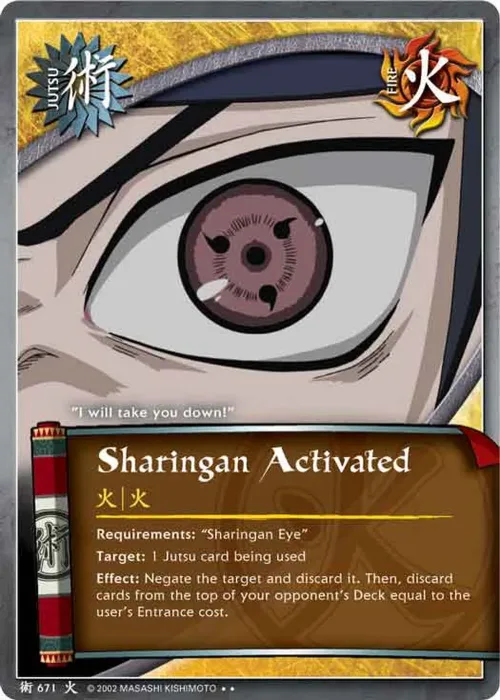 JUTSU 術
FIRE 火
"I will take you down!"
Sharingan Activated
火|火
Requirements: "Sharingan Eye"
Target: 1 Jutsu card being used
Effect: Negate the target and discard it. Then, discard
cards from the top of your opponent's Deck equal to the
user's Entrance cost.
術
術 671 火 © 2002 MASASHI KISHIMOTO ••